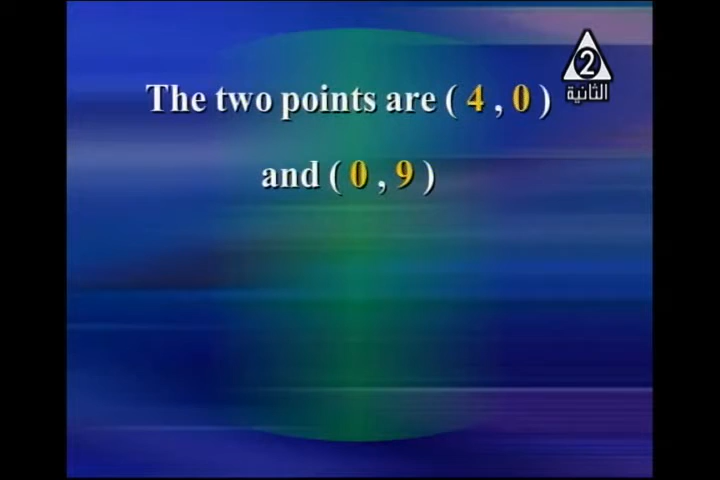 The two points are ( 4 , 0 )
and ( 0 , 9 )
2
الثانية